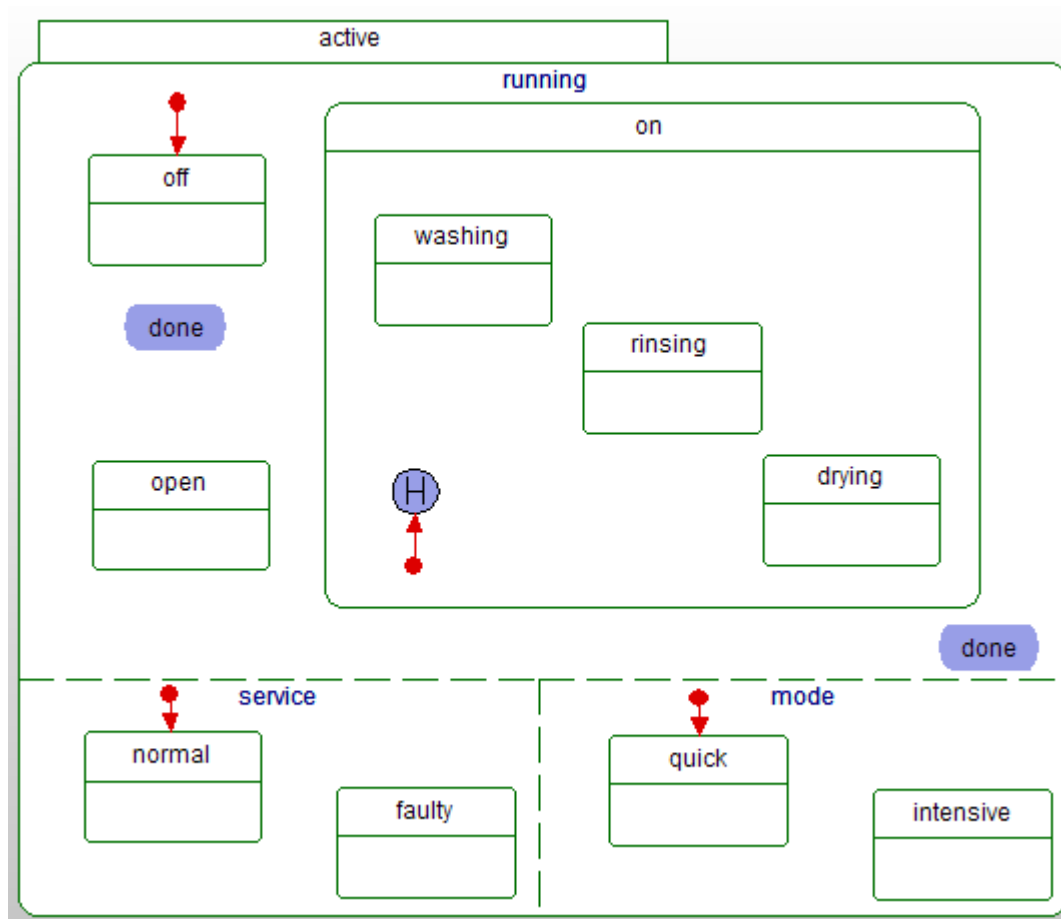 active
running
off
on
washing
done
rinsing
open
H
drying
done
service
mode
normal
quick
faulty
intensive